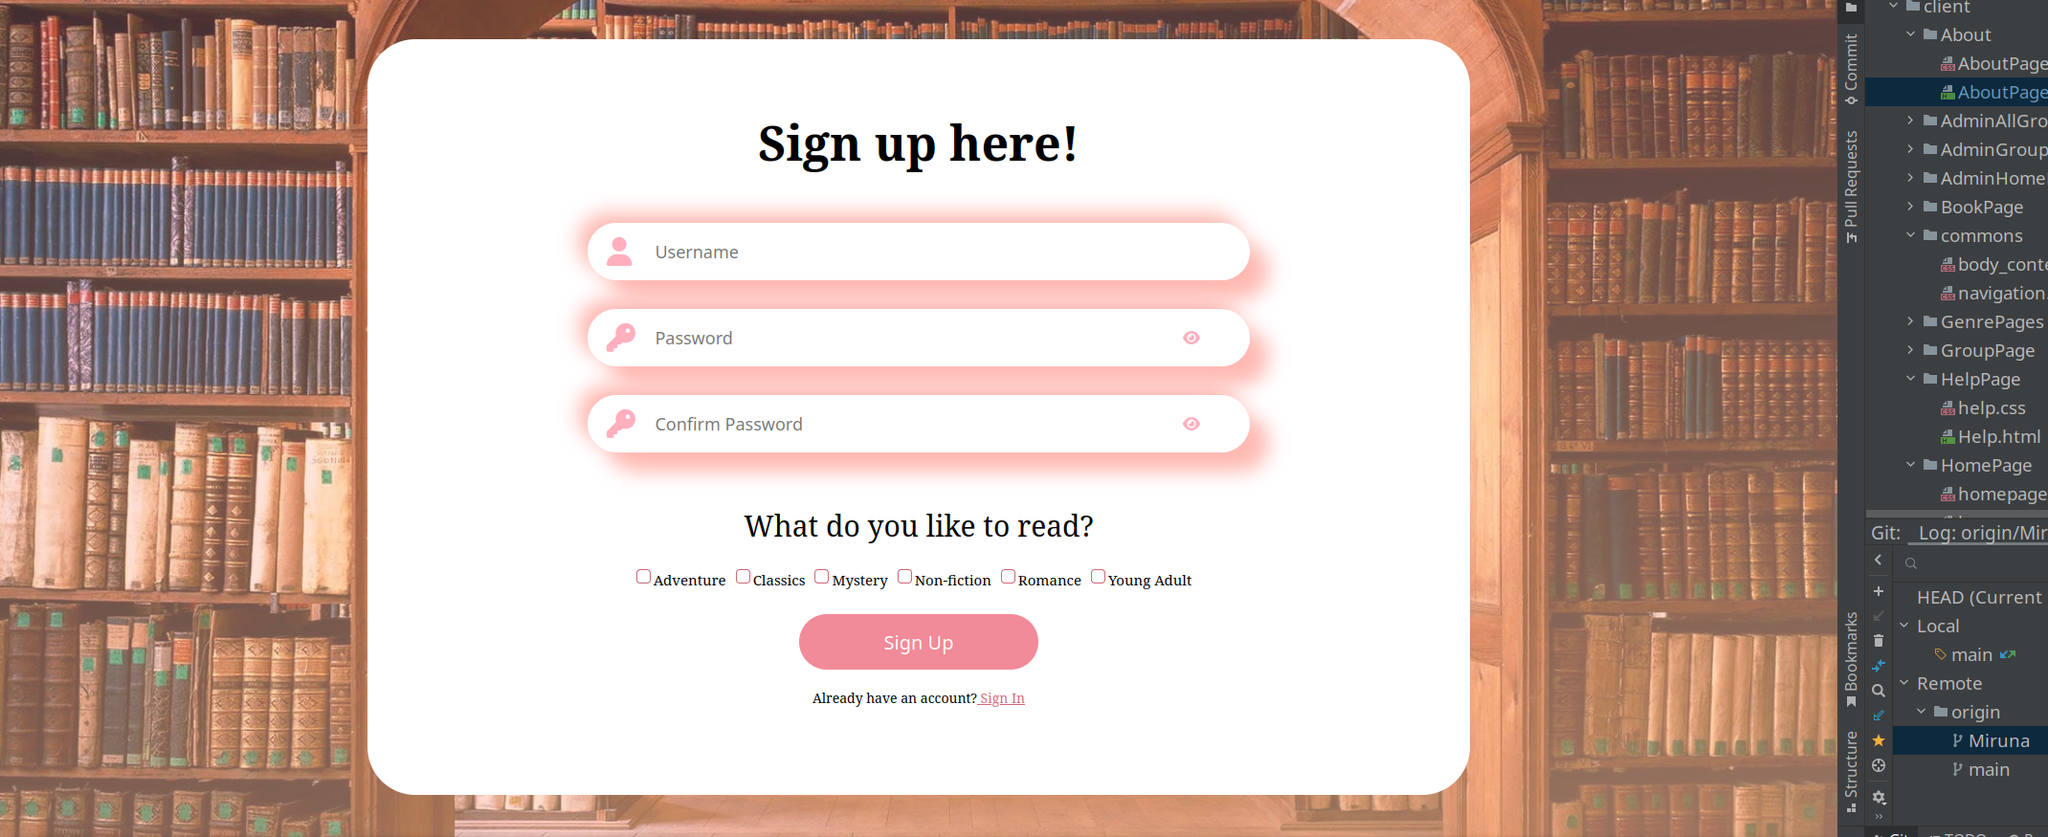 Sign up here!
Username
Password
Confirm Password
What do you like to read?
Adventure Classics Mystery Non-fiction Romance Young Adult
Sign Up
Already have an account? Sign In
Commit
Pull Requests
Bookmarks
Structure
client
About
AboutPage
AboutPage
AdminAllGro
AdminGroup
AdminHome
BookPage
commons
body_conte
navigation.
GenrePages
GroupPage
HelpPage
help.css
Help.html
HomePage
homepage
Git: Log: origin/Mir
HEAD (Current
Local
main
Remote
origin
Miruna
main